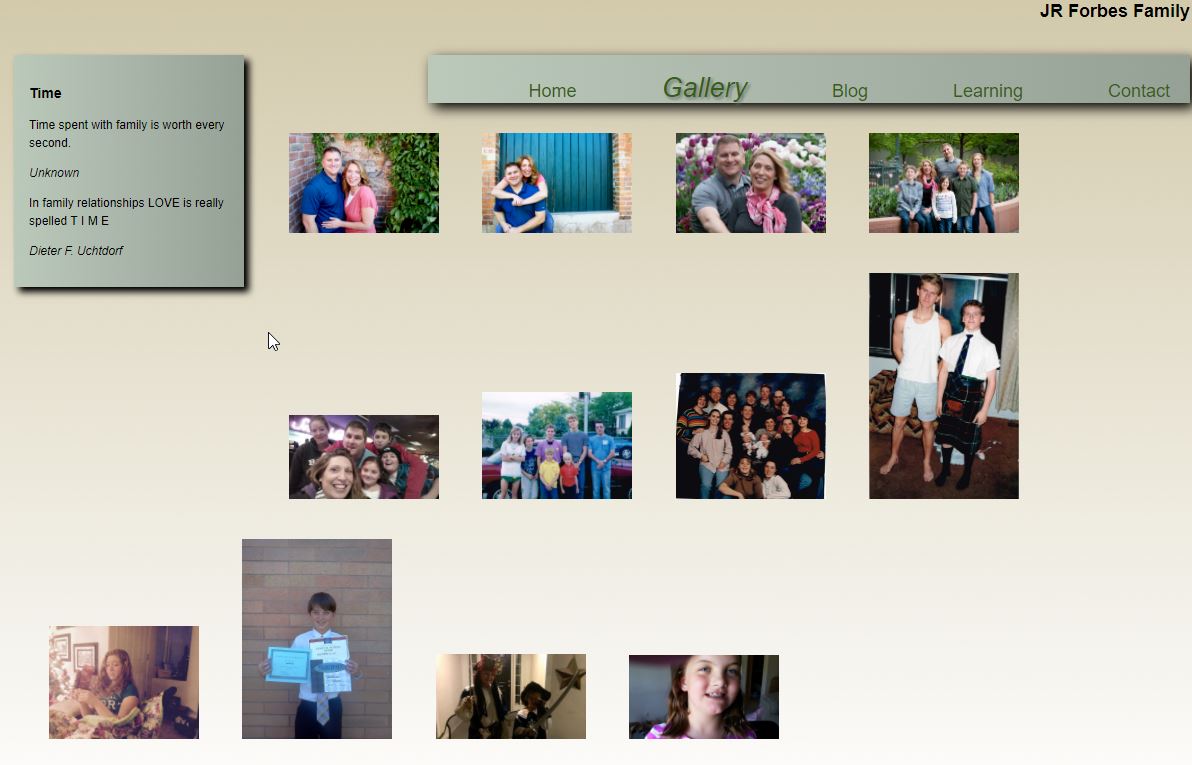 JR Forbes Family
Home Gallery Blog Learning Contact
Time
Time spent with family is worth every
second.
Unknown
In family relationships LOVE is really
spelled T I M E
Dieter F. Uchtdorf